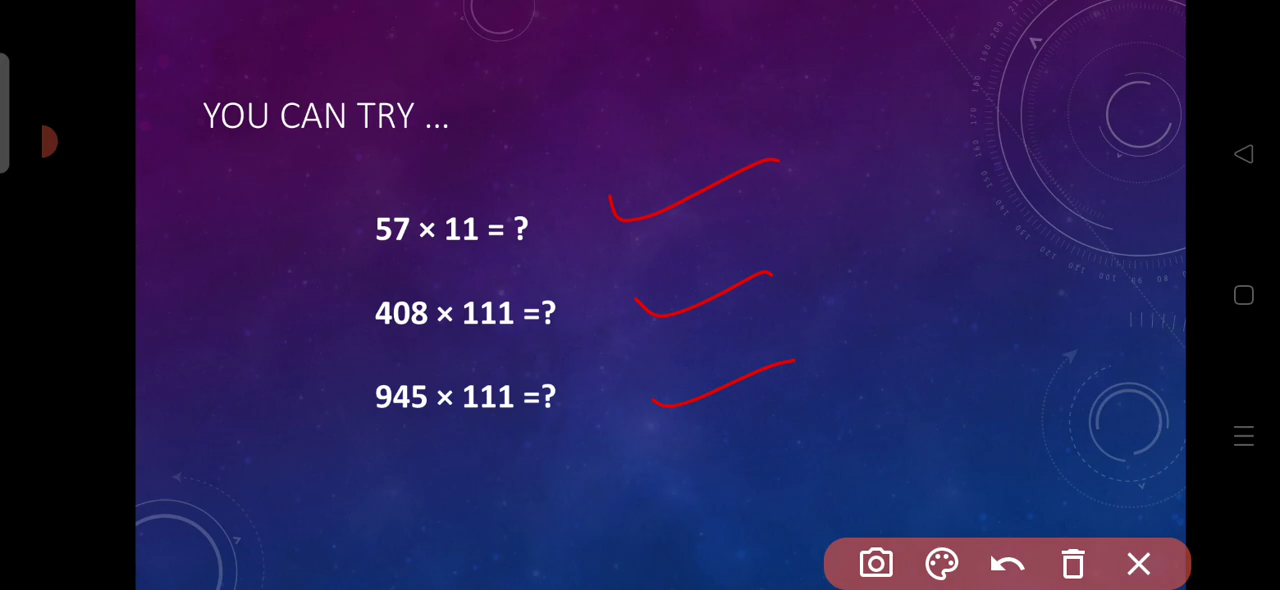 YOU CAN TRY ...
57 × 11 = ?
408 × 111 =?
945 × 111 =?